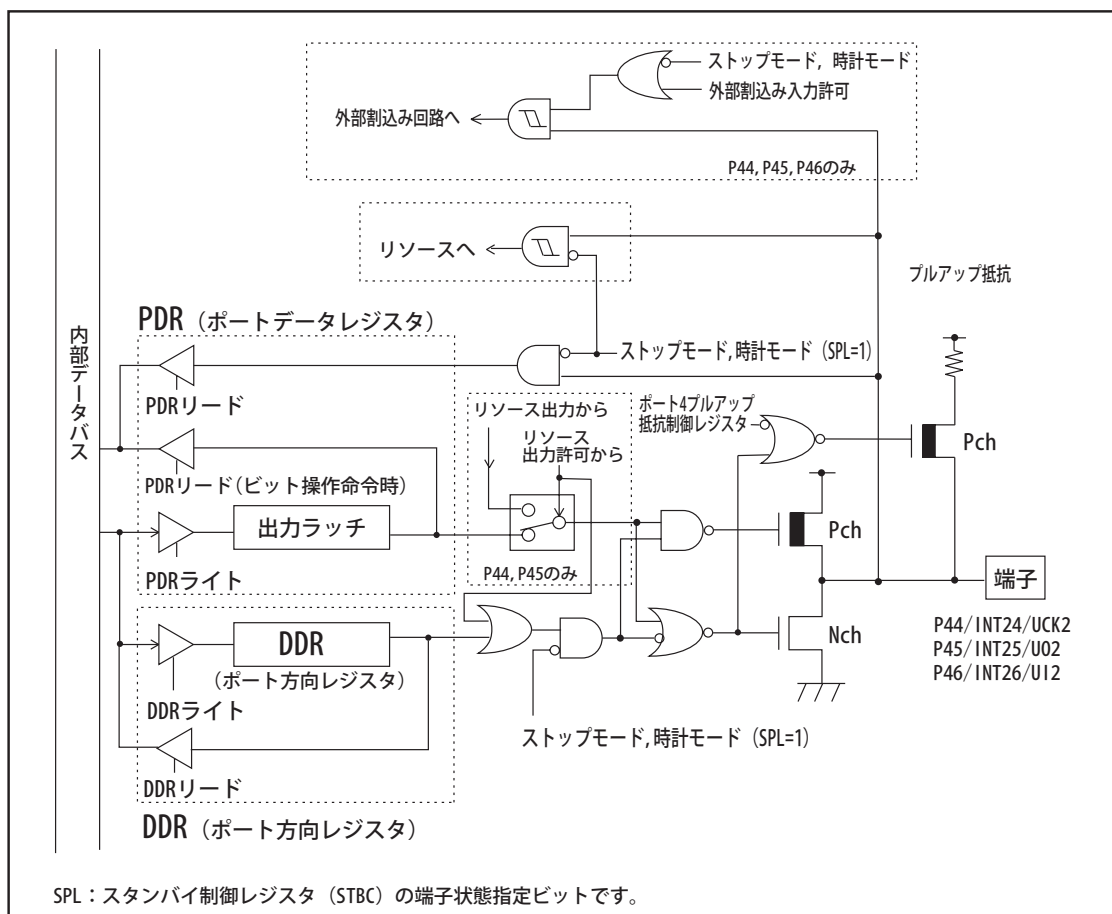 ストップモード, 時計モード
外部割込み入力許可
外部割込み回路へ
P44, P45, P46のみ
リソースへ
プルアップ抵抗
内部データバス
PDR（ポートデータレジスタ）
ストップモード, 時計モード（SPL=1）
PDRリード
リソース出力から
リソース
出力許可から
ポート4プルアップ
抵抗制御レジスタ
Pch
PDRリード（ビット操作命令時）
出力ラッチ
Pch
PDRライト
P44, P45のみ
端子
DDR
（ポート方向レジスタ）
Nch
P44/INT24/UCK2
P45/INT25/UO2
P46/INT26/UI2
DDRライト
ストップモード, 時計モード（SPL=1）
DDRリード
DDR（ポート方向レジスタ）
SPL：スタンバイ制御レジスタ（STBC）の端子状態指定ビットです。